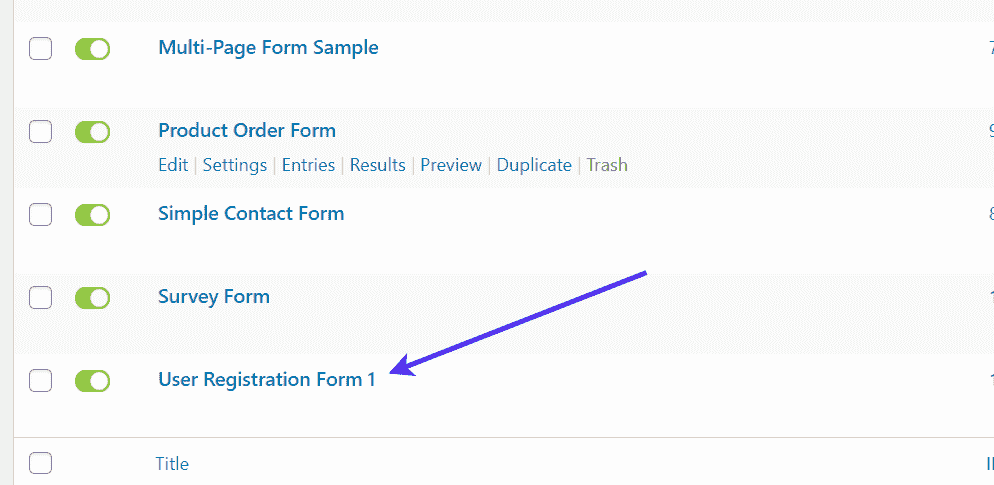 Multi-Page Form Sample
Product Order Form
Edit | Settings | Entries | Results | Preview | Duplicate | Trash
Simple Contact Form
Survey Form
User Registration Form 1
Title